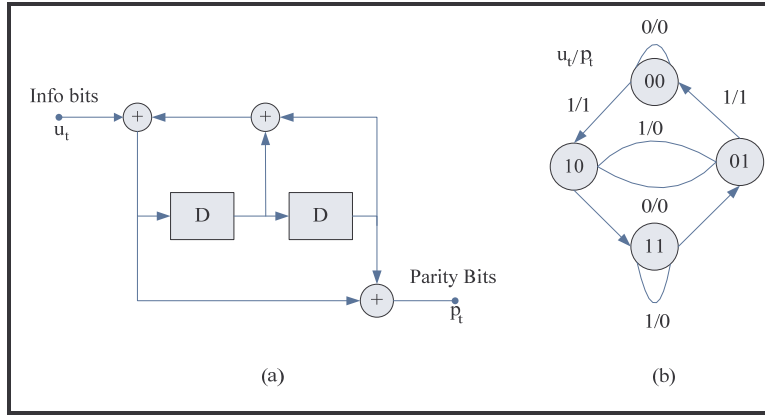 Info bits
u_t
+
+
D
D
+
Parity Bits
p_t
(a)
0/0
u_t/p_t
00
1/1
1/1
1/0
10
01
0/0
11
1/0
(b)